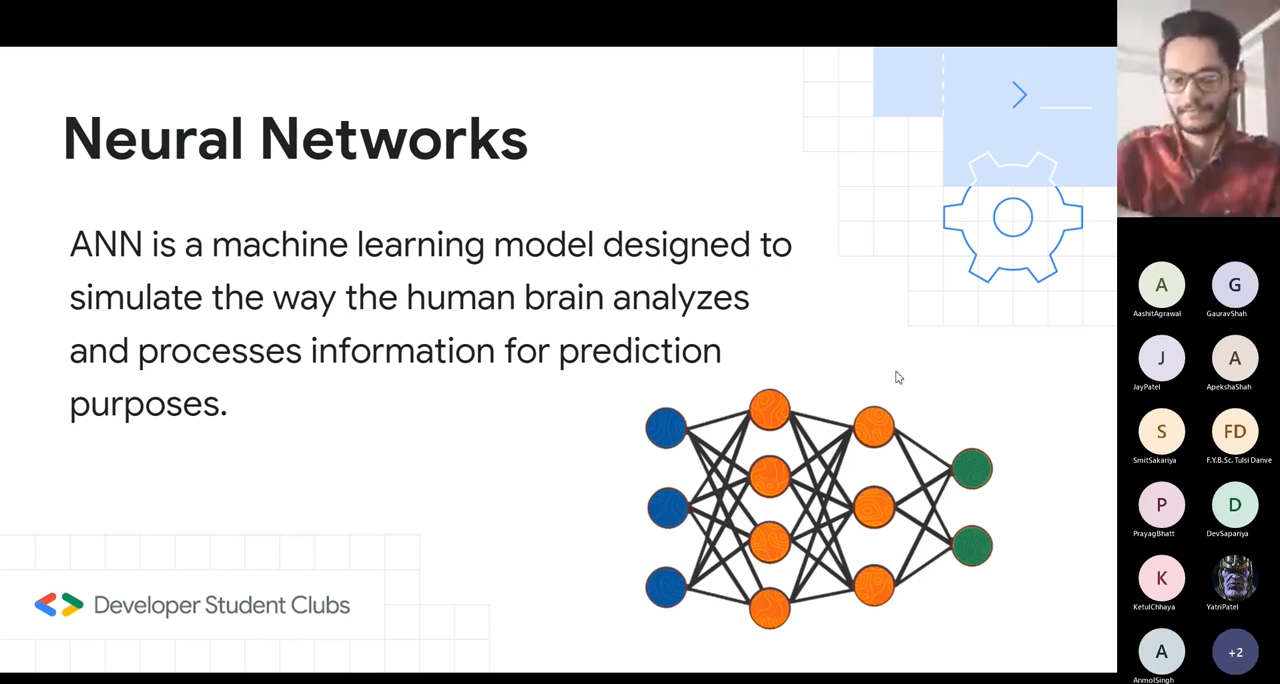 Neural Networks
ANN is a machine learning model designed to
simulate the way the human brain analyzes
and processes information for prediction
purposes.
Developer Student Clubs
A
G
AashitAgrawal
GauravShah
J
A
JayPatel
ApekshaShah
S
FD
SmitSakariya
F.Y.B.Sc. Tulsi Danve
P
D
PrayagBhatt
DevSapariya
K
KetulChhaya
YatriPatel
A
+2
AnmolSingh